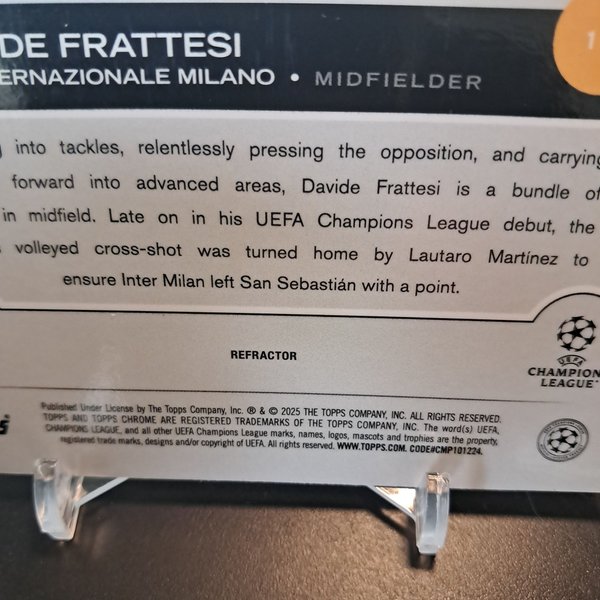 DE FRATTESI
ERNAZIONALE MILANO • MIDFIELDER
1
into tackles, relentlessly pressing the opposition, and carrying
forward into advanced areas, Davide Frattesi is a bundle of
in midfield. Late on in his UEFA Champions League debut, the
volleyed cross-shot was turned home by Lautaro Martínez to
ensure Inter Milan left San Sebastián with a point.
REFRACTOR
UEFA
CHAMPION
LEAGUE
Published Under License by The Topps Company, Inc. ® & © 2025 THE TOPPS COMPANY, INC. ALL RIGHTS RESERVED.
TOPPS AND TOPPS CHROME ARE REGISTERED TRADEMARKS OF THE TOPPS COMPANY, INC. The word(s) UEFA,
CHAMPIONS LEAGUE, and all other UEFA Champions League marks, names, logos, mascots and trophies are the property,
registered trade marks, designs and/or copyright of UEFA. All rights reserved. WWW.TOPPS.COM. CODE#CMP101224.